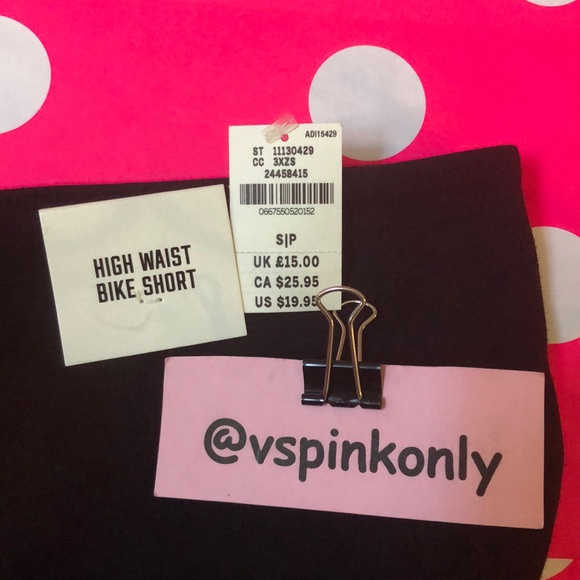 ADI15429
ST 11130429
CC 3XZS
24458415
0667550520152
S|P
UK £15.00
CA $25.95
US $19.95
HIGH WAIST
BIKE SHORT
@vspinkonly